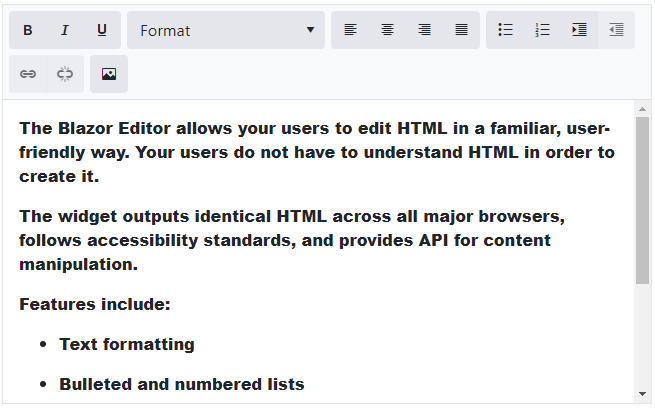 B I U Format
The Blazor Editor allows your users to edit HTML in a familiar, user-
friendly way. Your users do not have to understand HTML in order to
create it.
The widget outputs identical HTML across all major browsers,
follows accessibility standards, and provides API for content
manipulation.
Features include:
• Text formatting
• Bulleted and numbered lists